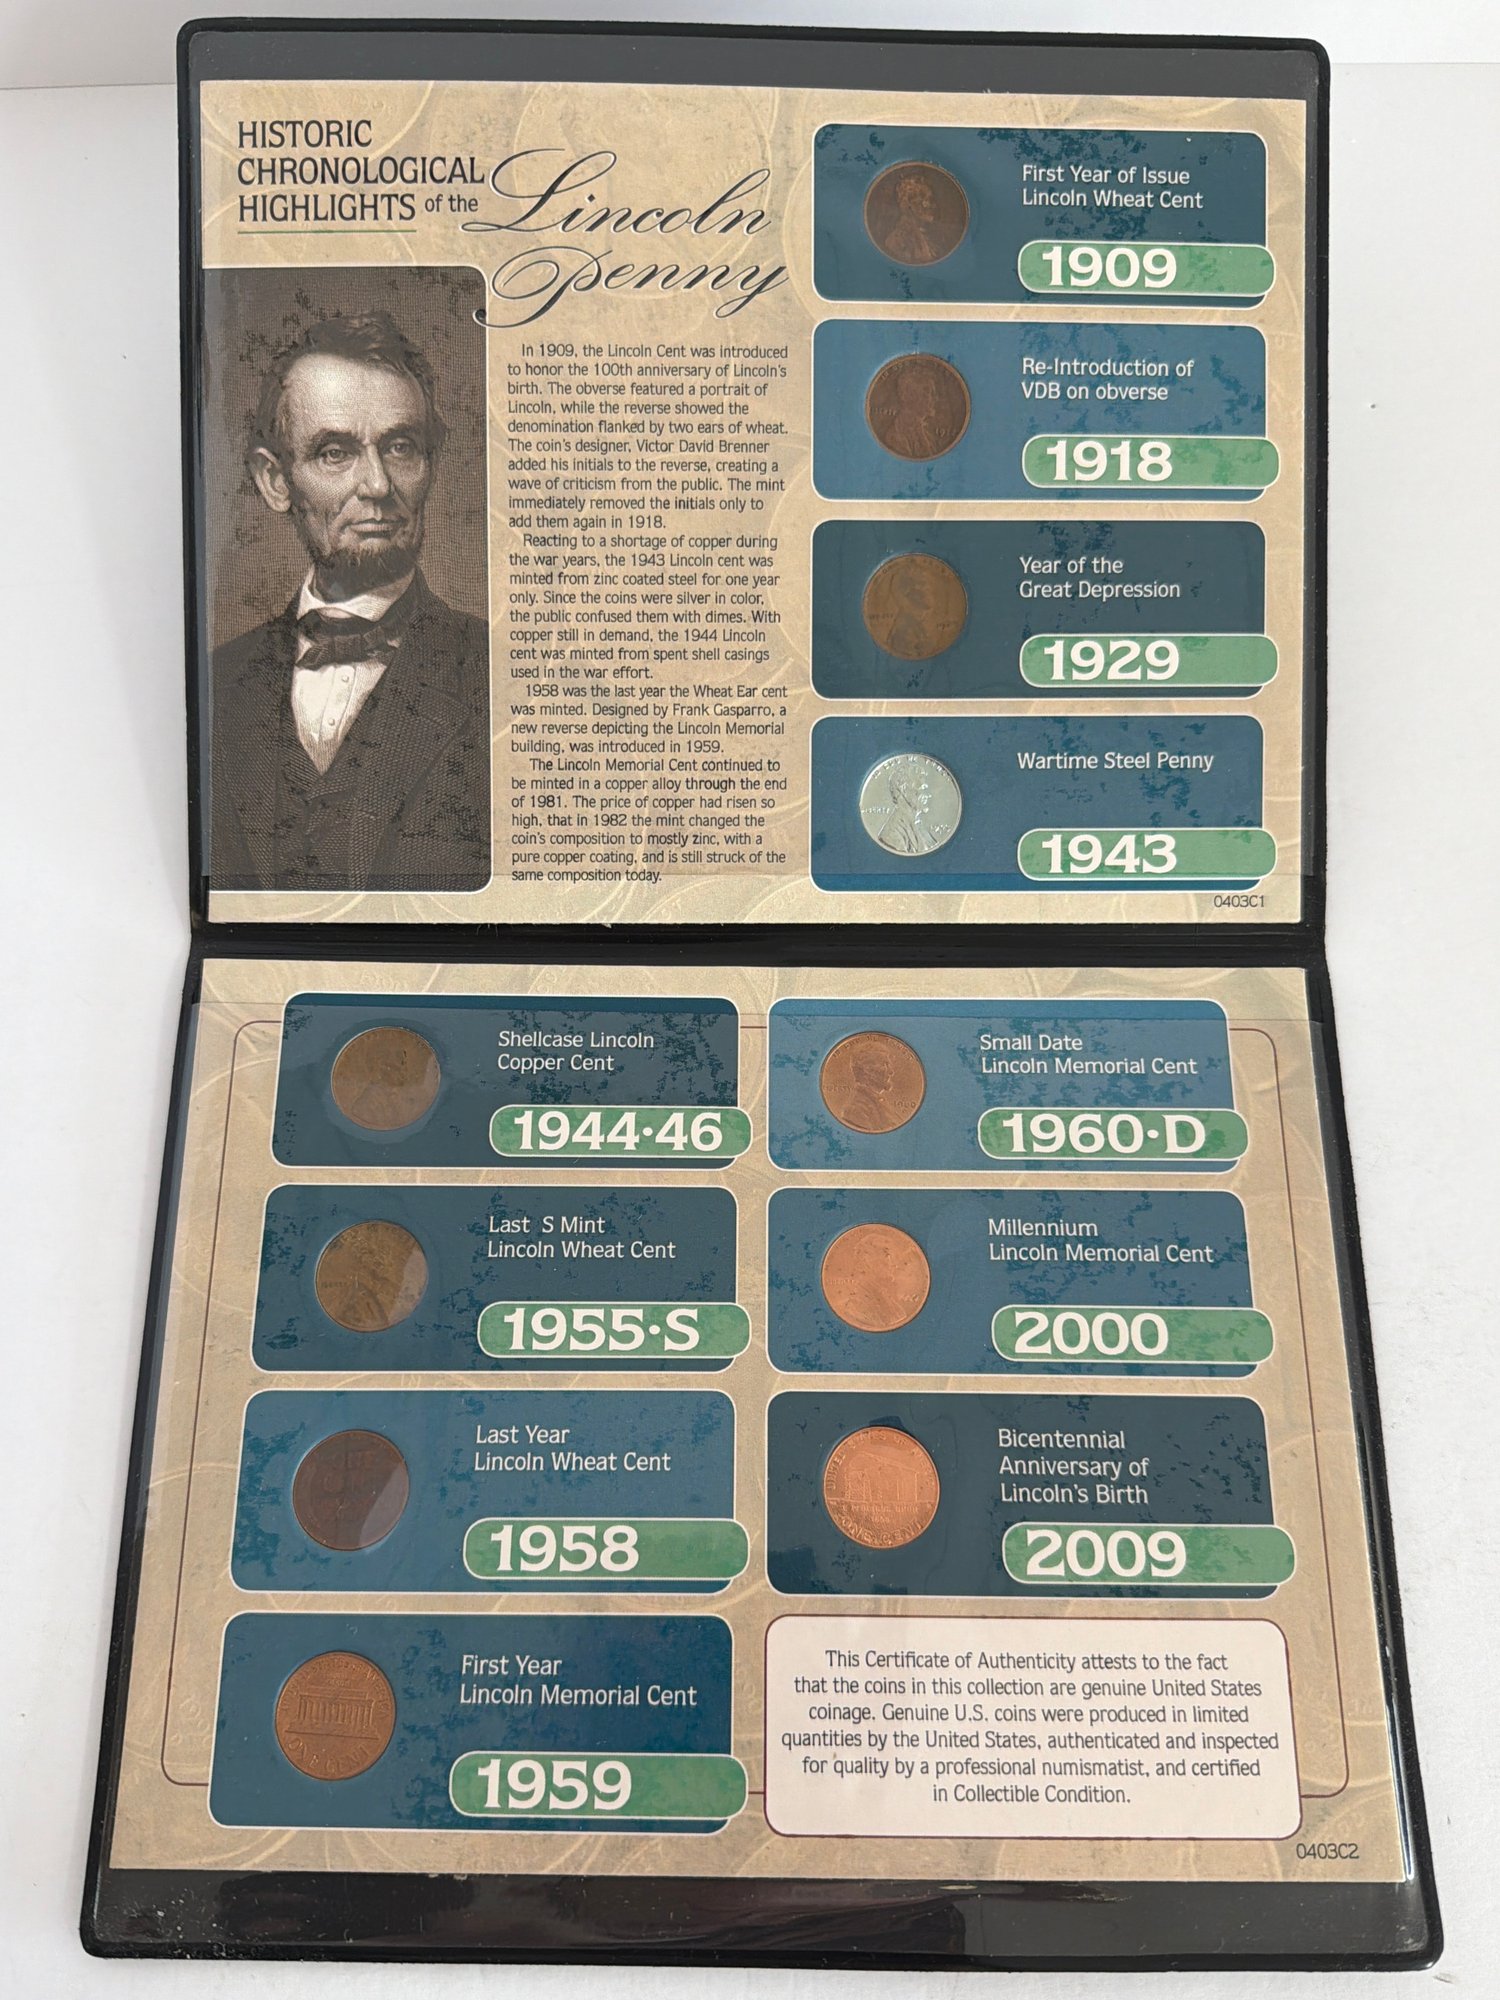 HISTORIC
CHRONOLOGICAL
HIGHLIGHTS of the
Lincoln
Penny
In 1909, the Lincoln Cent was introduced
to honor the 100th anniversary of Lincoln's
birth. The obverse featured a portrait of
Lincoln, while the reverse showed the
denomination flanked by two ears of wheat.
The coin's designer, Victor David Brenner
added his initials to the reverse, creating a
wave of criticism from the public. The mint
immediately removed the initials only to
add them again in 1918.
Reacting to a shortage of copper during
the war years, the 1943 Lincoln cent was
minted from zinc coated steel for one year
only. Since the coins were silver in color,
the public confused them with dimes. With
copper still in demand, the 1944 Lincoln
cent was minted from spent shell casings
used in the war effort.
1958 was the last year the Wheat Ear cent
was minted. Designed by Frank Gasparro, a
new reverse depicting the Lincoln Memorial
building, was introduced in 1959.
The Lincoln Memorial Cent continued to
be minted in a copper alloy through the end
of 1981. The price of copper had risen so
high, that in 1982 the mint changed the
coin's composition to mostly zinc, with a
pure copper coating, and is still struck of the
same composition today.
First Year of Issue
Lincoln Wheat Cent
1909
Re-Introduction of
VDB on obverse
1918
Year of the
Great Depression
1929
Wartime Steel Penny
1943
0403C1
Shellcase Lincoln
Copper Cent
1944·46
Last S Mint
Lincoln Wheat Cent
1955·S
Last Year
Lincoln Wheat Cent
1958
First Year
Lincoln Memorial Cent
1959
ONE CENT
Small Date
Lincoln Memorial Cent
1960·D
Millennium
Lincoln Memorial Cent
2000
Bicentennial
Anniversary of
Lincoln's Birth
2009
ONE CENT
This Certificate of Authenticity attests to the fact
that the coins in this collection are genuine United States
coinage. Genuine U.S. coins were produced in limited
quantities by the United States, authenticated and inspected
for quality by a professional numismatist, and certified
in Collectible Condition.
0403C2